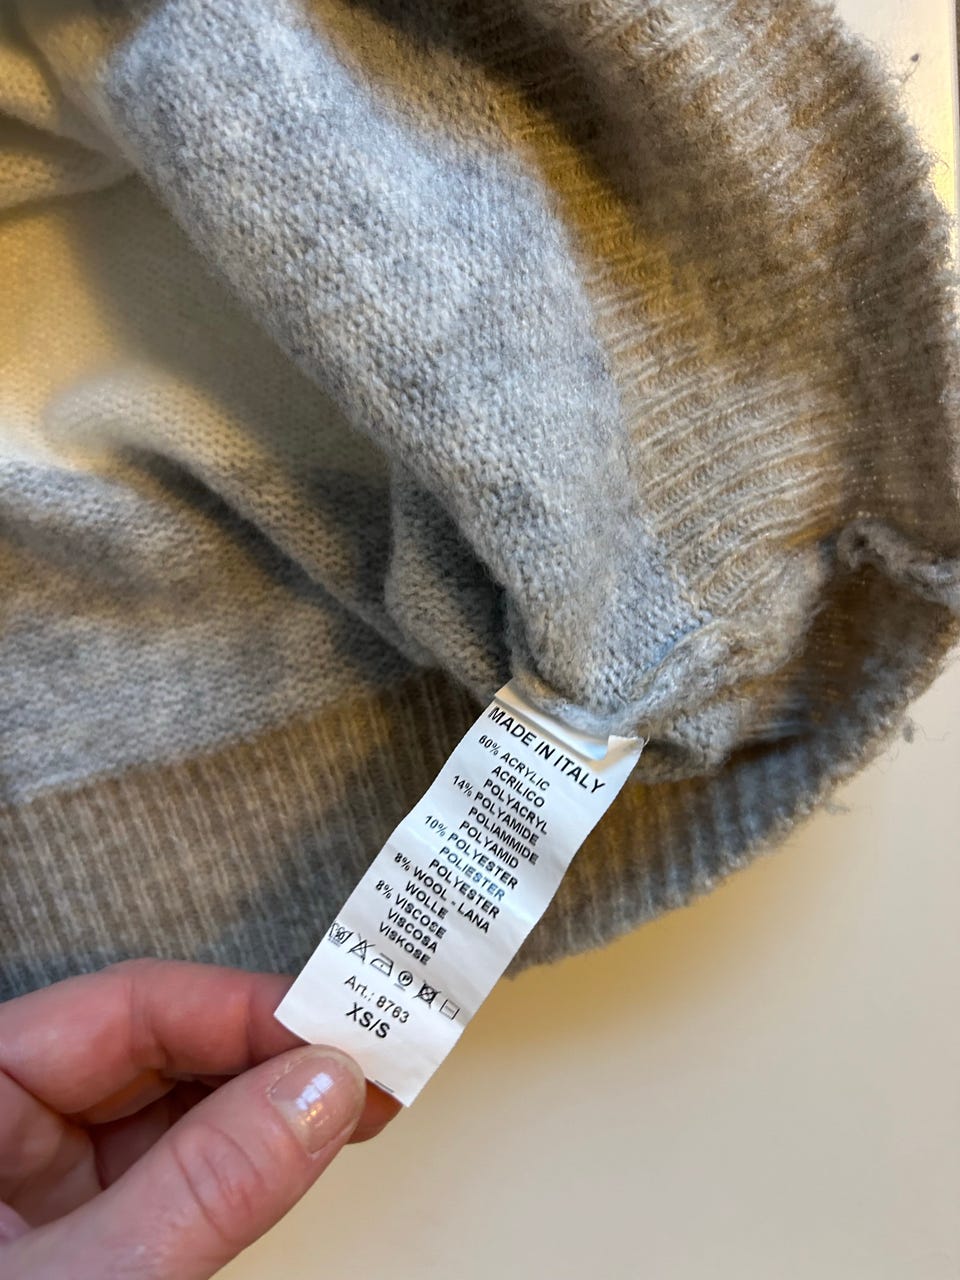 MADE IN ITALY
60% ACRYLIC
ACRILICO
POLYACRYL
14% POLYAMIDE
POLIAMMIDE
POLYAMID
10% POLYESTER
POLIESTER
POLYESTER
8% WOOL - LANA
WOLLE
8% VISCOSE
VISCOSA
VISKOSE
P
Art.: 8763
XS/S